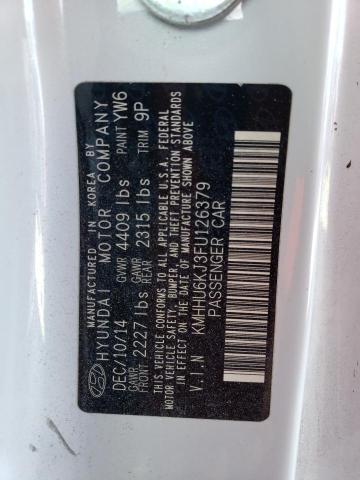 MANUFACTURED IN KOREA BY
HYUNDAI MOTOR COMPANY
DEC/10/14 GVWR 4409 lbs PAINT YW6
GAWR FRONT 2227 lbs GAWR REAR 2315 lbs TRIM 9P
THIS VEHICLE CONFORMS TO ALL APPLICABLE U.S.A. FEDERAL
MOTOR VEHICLE SAFETY, BUMPER, AND THEFT PREVENTION STANDARDS
IN EFFECT ON THE DATE OF MANUFACTURE SHOWN ABOVE
V.I.N KMHHU6KJ3FU126379
PASSENGER CAR